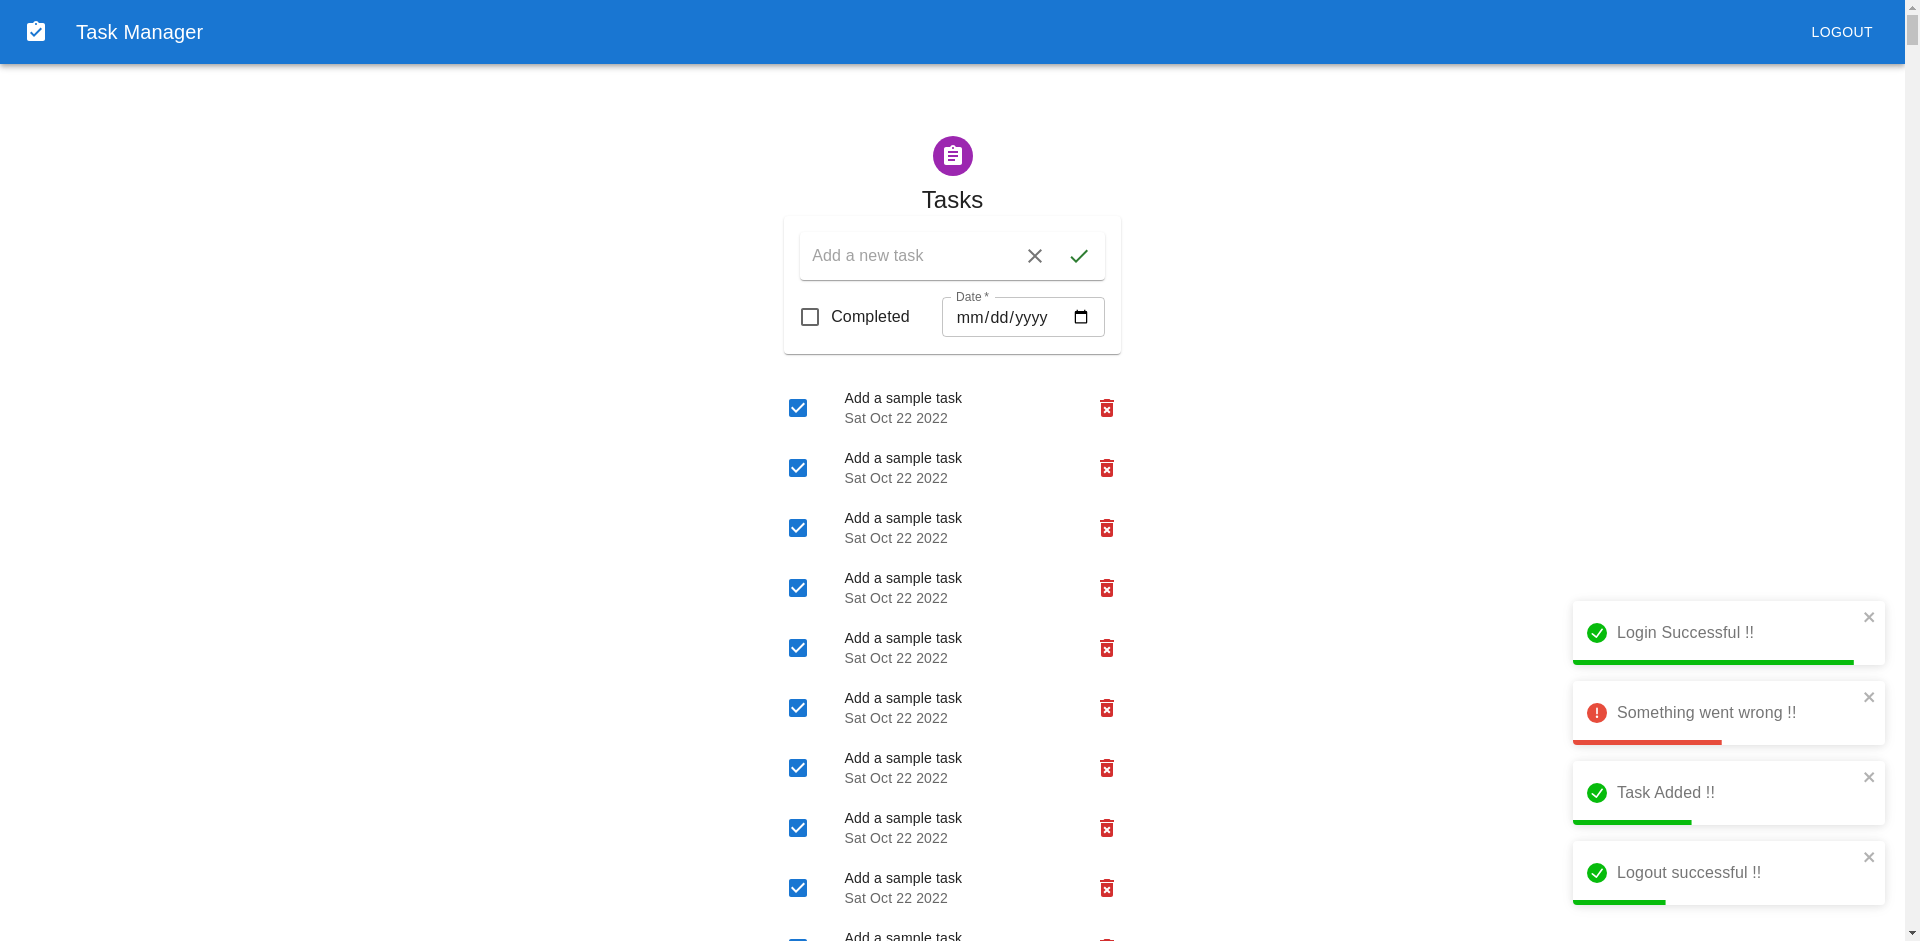 Task Manager
LOGOUT
Tasks
Add a new task
Completed
Date *
mm/dd/yyyy
Add a sample task
Sat Oct 22 2022
Add a sample task
Sat Oct 22 2022
Add a sample task
Sat Oct 22 2022
Add a sample task
Sat Oct 22 2022
Add a sample task
Sat Oct 22 2022
Add a sample task
Sat Oct 22 2022
Add a sample task
Sat Oct 22 2022
Add a sample task
Sat Oct 22 2022
Add a sample task
Sat Oct 22 2022
Add a sample task
Login Successful !!
Something went wrong !!
Task Added !!
Logout successful !!